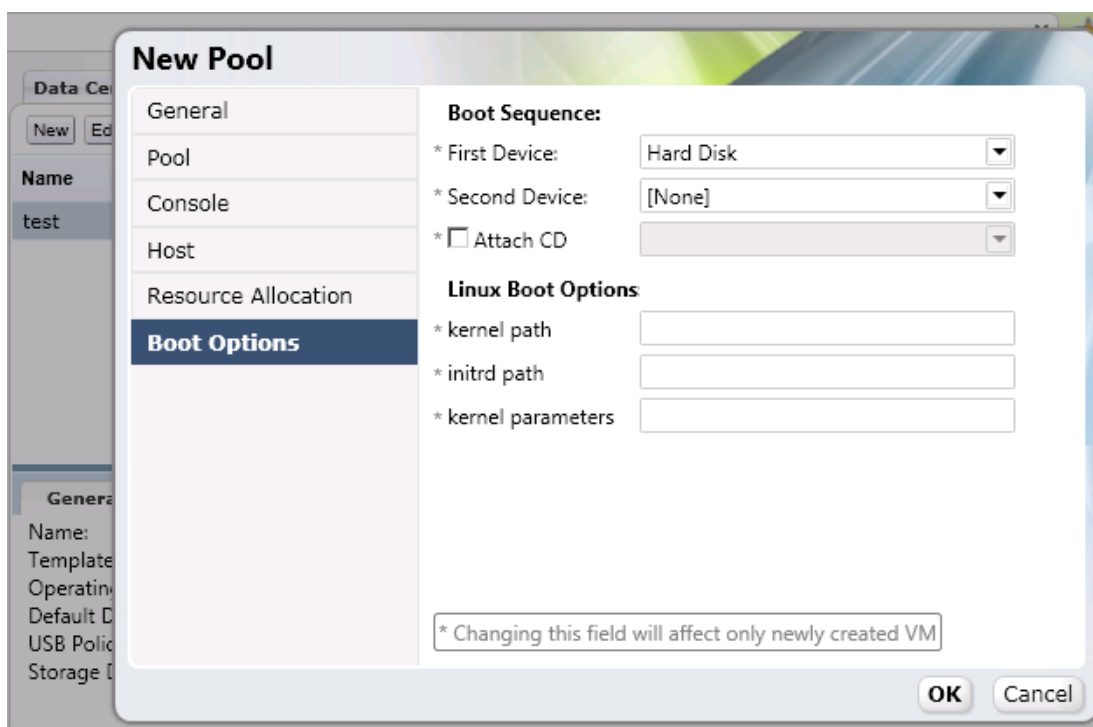 New Pool
Data Ce
New Ed
Name
test
General
Pool
Console
Host
Resource Allocation
Boot Options
Boot Sequence:
* First Device: Hard Disk
* Second Device: [None]
* Attach CD
Linux Boot Options
* kernel path
* initrd path
* kernel parameters
* Changing this field will affect only newly created VM
Genera
Name:
Template
Operatin
Default D
USB Polic
Storage D
OK Cancel